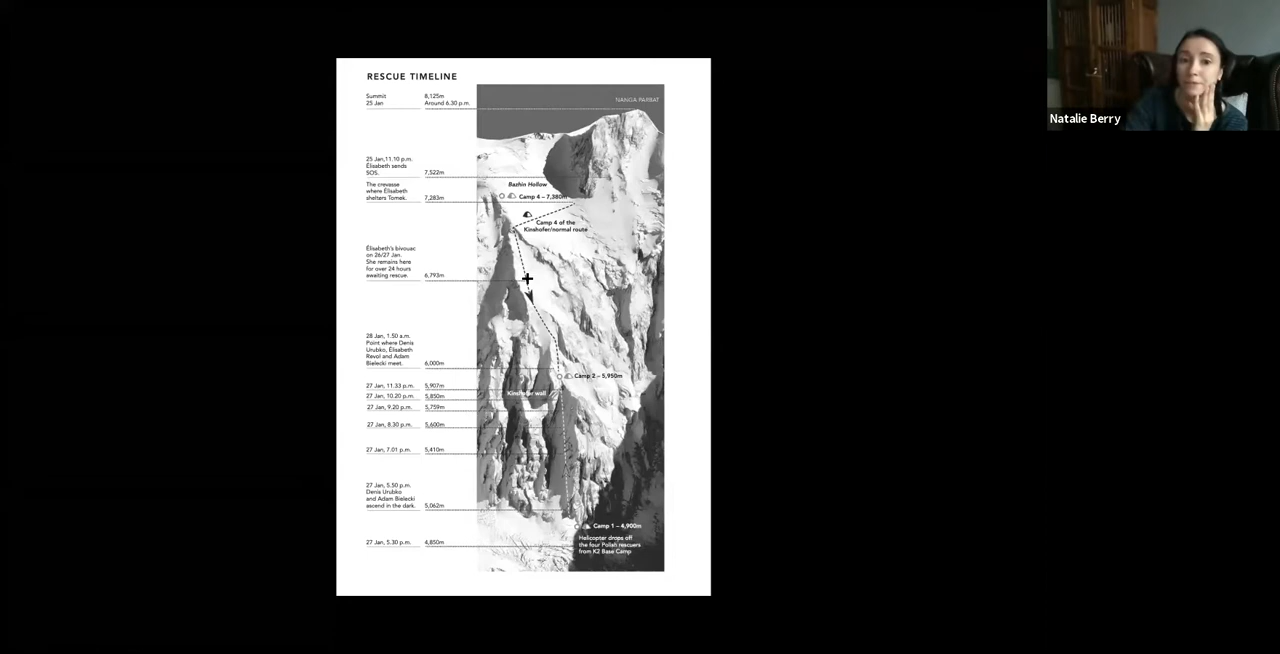 RESCUE TIMELINE
Summit 8,125m
25 Jan Around 6.30 p.m.
NANGA PARBAT
25 Jan,11.10 p.m.
Élisabeth sends
SOS. 7,522m
The crevasse
where Élisabeth
shelters Tomek. 7,283m
Bazhin Hollow
Camp 4 – 7,380m
Camp 4 of the
Kinshofer/normal route
Élisabeth's bivouac
on 26/27 Jan.
She remains here
for over 24 hours
awaiting rescue. 6,793m
28 Jan, 1.50 a.m.
Point where Denis
Urubko, Élisabeth
Revol and Adam
Bielecki meet. 6,000m
Camp 2 – 5,950m
27 Jan, 11.33 p.m. 5,907m
27 Jan, 10.20 p.m. 5,850m
Kinshofer wall
27 Jan, 9.20 p.m. 5,759m
27 Jan, 8.30 p.m. 5,600m
27 Jan, 7.01 p.m. 5,410m
27 Jan, 5.50 p.m.
Denis Urubko
and Adam Bielecki
ascend in the dark. 5,062m
Camp 1 – 4,900m
Helicopter drops off
the four Polish rescuers
from K2 Base Camp
27 Jan, 5.30 p.m. 4,850m
Natalie Berry